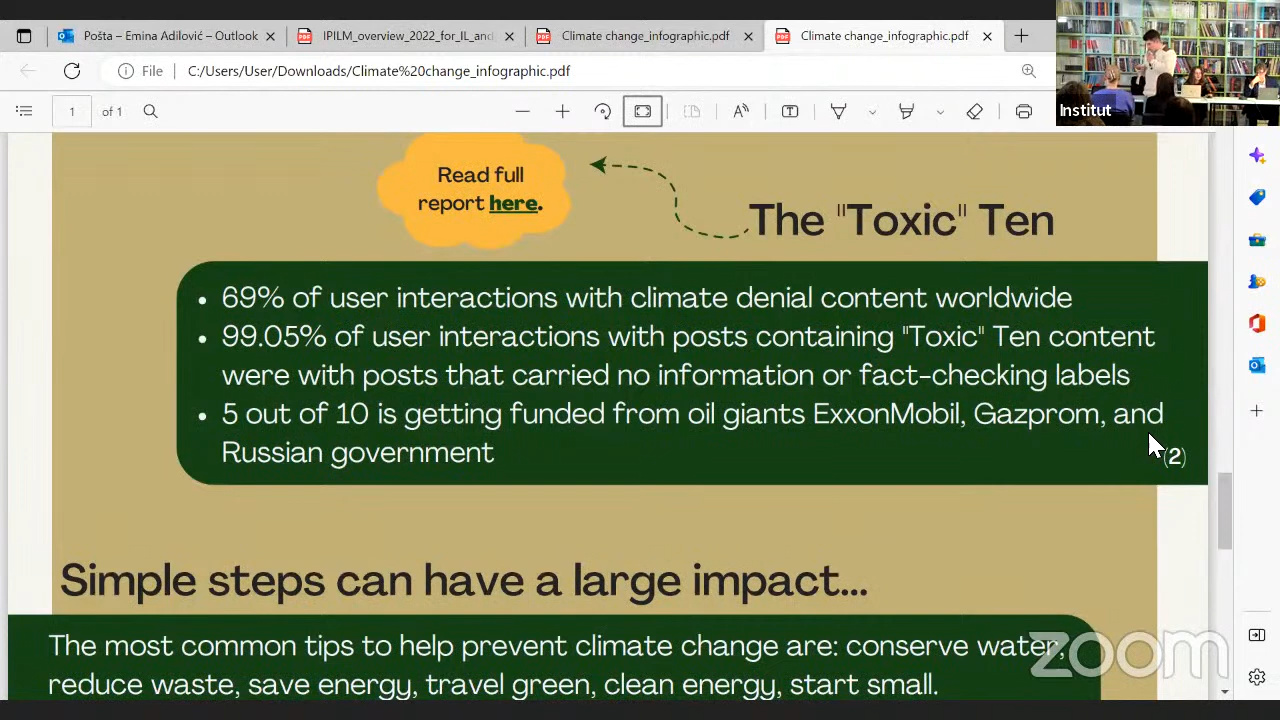 Pošta – Emina Adilović – Outlook
IPILM_overview_2022_for_JL_and
Climate change_infographic.pdf
Climate change_infographic.pdf
File
C:/Users/User/Downloads/Climate%20change_infographic.pdf
1
of 1
Institut
Read full
report here.
The "Toxic" Ten
• 69% of user interactions with climate denial content worldwide
• 99.05% of user interactions with posts containing "Toxic" Ten content
were with posts that carried no information or fact-checking labels
• 5 out of 10 is getting funded from oil giants ExxonMobil, Gazprom, and
Russian government
(2)
Simple steps can have a large impact...
The most common tips to help prevent climate change are: conserve water,
reduce waste, save energy, travel green, clean energy, start small.
zoom